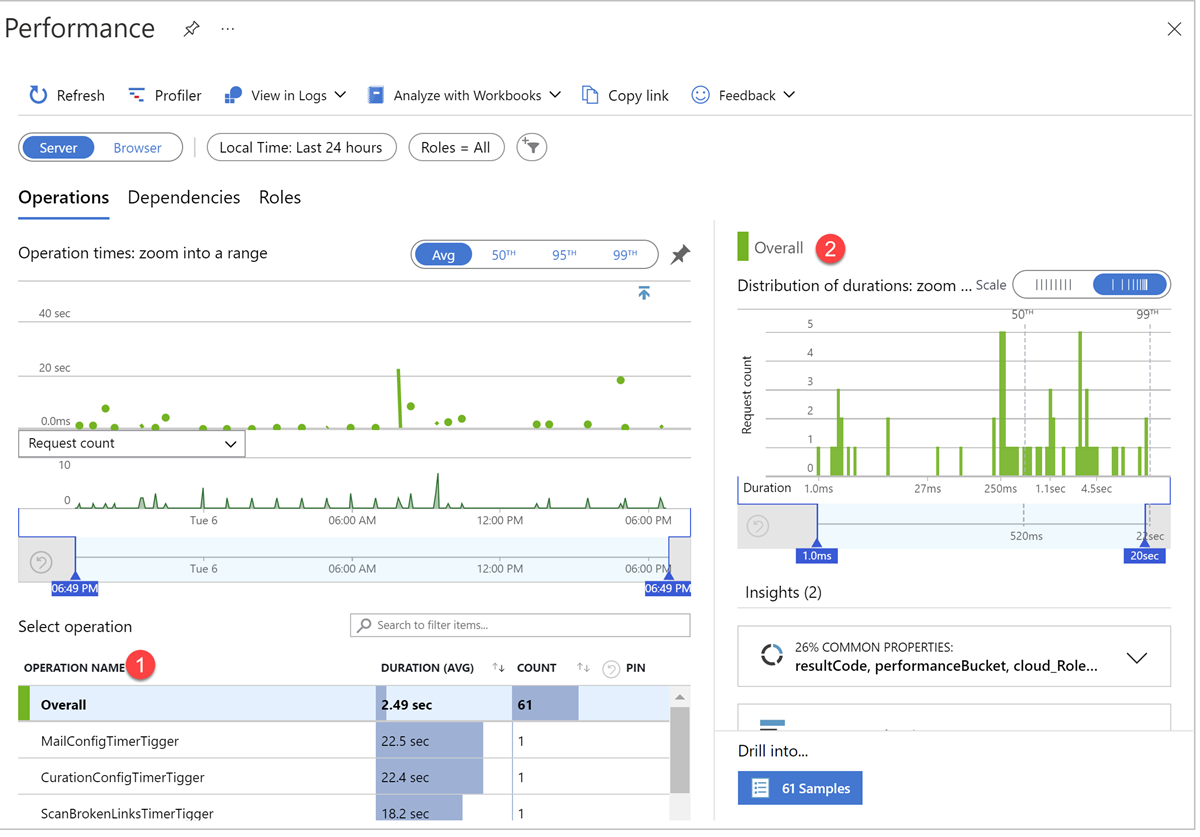 Performance
...
Refresh Profiler View in Logs Analyze with Workbooks Copy link Feedback
Server Browser Local Time: Last 24 hours Roles = All
Operations Dependencies Roles
Operation times: zoom into a range Avg 50TH 95TH 99TH
40 sec
20 sec
0.0ms
Request count
10
0
Tue 6 06:00 AM 12:00 PM 06:00 PM
Tue 6 06:00 AM 12:00 PM 06:00 PM
06:49 PM 06:49 PM
Select operation Search to filter items...
OPERATION NAME 1 DURATION (AVG) COUNT PIN
Overall 2.49 sec 61
MailConfigTimerTigger 22.5 sec 1
CurationConfigTimerTigger 22.4 sec 1
ScanBrokenLinksTimerTigger 18.2 sec 1
Overall 2
Distribution of durations: zoom ... Scale
50TH 99TH
Request count
5
4
3
2
1
0
Duration 1.0ms 27ms 250ms 1.1sec 4.5sec
520ms 22sec
1.0ms 20sec
Insights (2)
26% COMMON PROPERTIES:
resultCode, performanceBucket, cloud_Role...
Drill into...
61 Samples